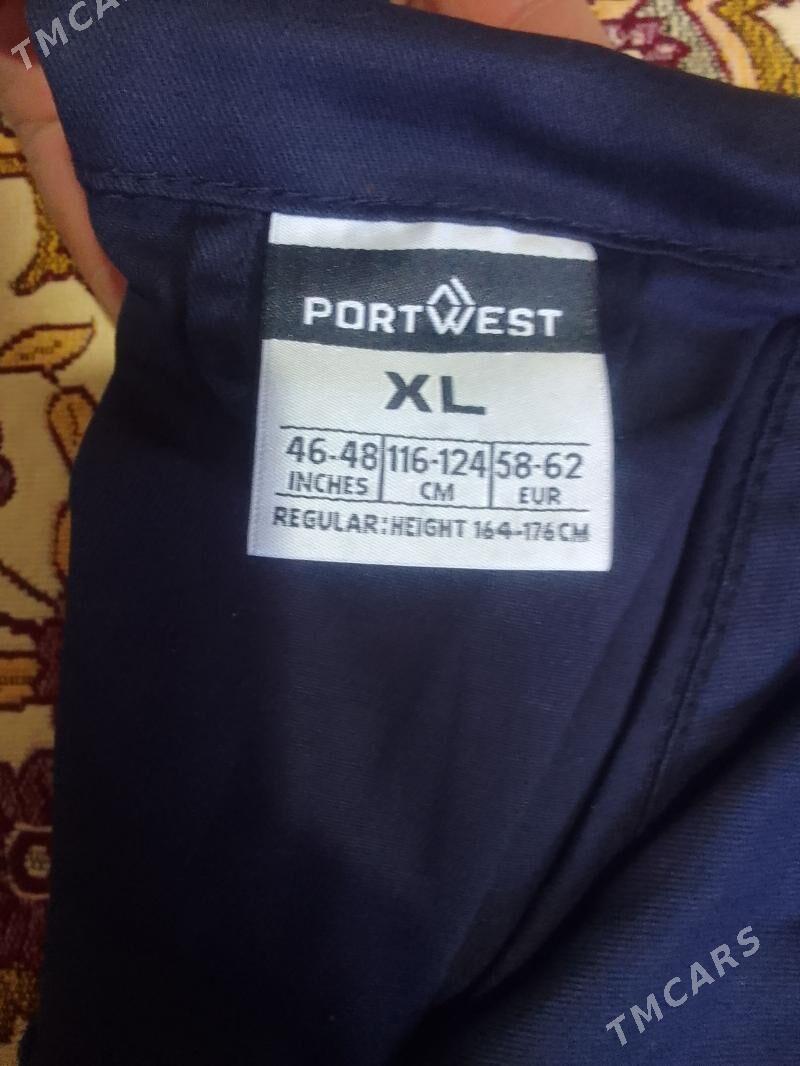 TMCARS
PORTWEST
XL
46-48 116-124 58-62
INCHES CM EUR
REGULAR: HEIGHT 164-176 CM
TMCARS